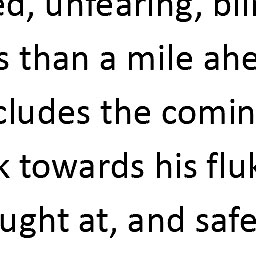 ed, unfearing, bli
s than a mile ahe
cludes the comin
k towards his fluk
ught at, and safe